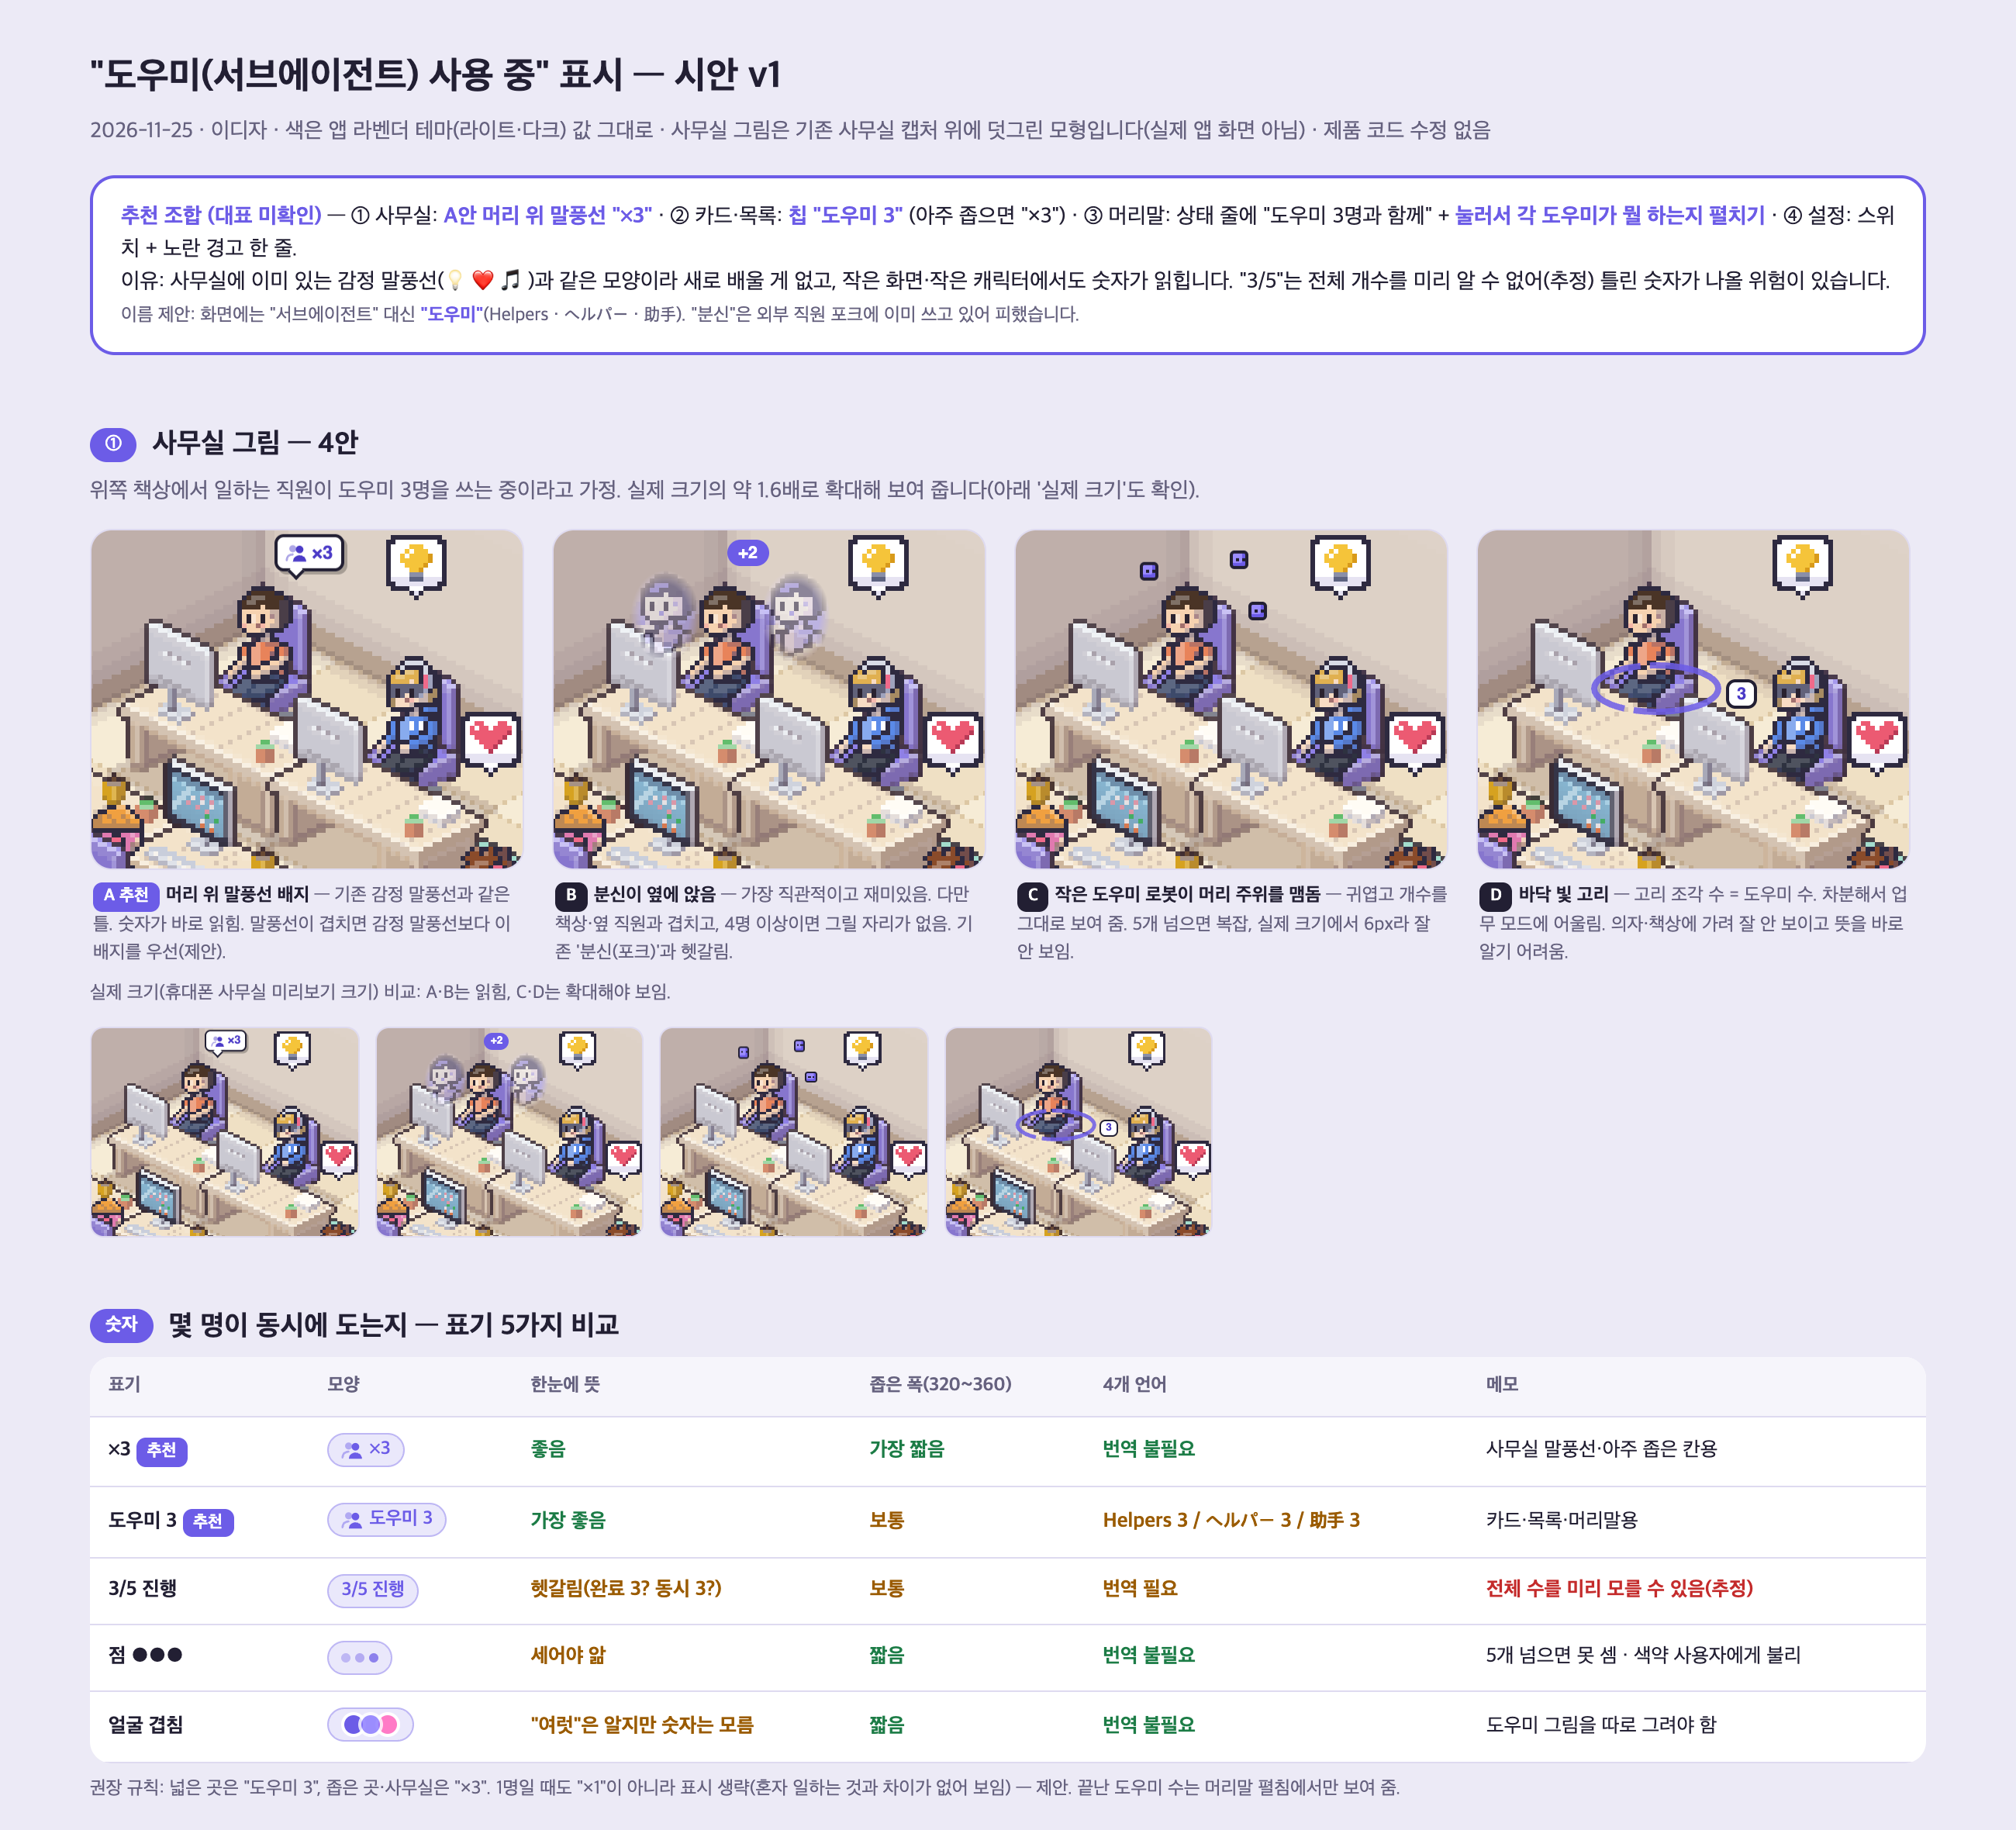 "도우미(서브에이전트) 사용 중" 표시 — 시안 v1
2026-11-25 · 이디자 · 색은 앱 라벤더 테마(라이트·다크) 값 그대로 · 사무실 그림은 기존 사무실 캡처 위에 덧그린 모형입니다(실제 앱 화면 아님) · 제품 코드 수정 없음
추천 조합 (대표 미확인) — ① 사무실: A안 머리 위 말풍선 "×3" · ② 카드·목록: 칩 "도우미 3" (아주 좁으면 "×3") · ③ 머리말: 상태 줄에 "도우미 3명과 함께" + 눌러서 각 도우미가 뭘 하는지 펼치기 · ④ 설정: 스위
치 + 노란 경고 한 줄.
이유: 사무실에 이미 있는 감정 말풍선(💡 ❤️ 🎵 )과 같은 모양이라 새로 배울 게 없고, 작은 화면·작은 캐릭터에서도 숫자가 읽힙니다. "3/5"는 전체 개수를 미리 알 수 없어(추정) 틀린 숫자가 나올 위험이 있습니다.
이름 제안: 화면에는 "서브에이전트" 대신 "도우미"(Helpers · ヘルパー · 助手). "분신"은 외부 직원 포크에 이미 쓰고 있어 피했습니다.
① 사무실 그림 — 4안
위쪽 책상에서 일하는 직원이 도우미 3명을 쓰는 중이라고 가정. 실제 크기의 약 1.6배로 확대해 보여 줍니다(아래 '실제 크기'도 확인).
×3
+2
3
A 추천 머리 위 말풍선 배지 — 기존 감정 말풍선과 같은
틀. 숫자가 바로 읽힘. 말풍선이 겹치면 감정 말풍선보다 이
배지를 우선(제안).
B 분신이 옆에 앉음 — 가장 직관적이고 재미있음. 다만
책상·옆 직원과 겹치고, 4명 이상이면 그릴 자리가 없음. 기
존 '분신(포크)'과 헷갈림.
C 작은 도우미 로봇이 머리 주위를 맴돔 — 귀엽고 개수를
그대로 보여 줌. 5개 넘으면 복잡, 실제 크기에서 6px라 잘
안 보임.
D 바닥 빛 고리 — 고리 조각 수 = 도우미 수. 차분해서 업
무 모드에 어울림. 의자·책상에 가려 잘 안 보이고 뜻을 바로
알기 어려움.
실제 크기(휴대폰 사무실 미리보기 크기) 비교: A·B는 읽힘, C·D는 확대해야 보임.
×3
+2
3
숫자 몇 명이 동시에 도는지 — 표기 5가지 비교
표기 모양 한눈에 뜻 좁은 폭(320~360) 4개 언어 메모
×3 추천 ×3 좋음 가장 짧음 번역 불필요 사무실 말풍선·아주 좁은 칸용
도우미 3 추천 도우미 3 가장 좋음 보통 Helpers 3 / ヘルパー 3 / 助手 3 카드·목록·머리말용
3/5 진행 3/5 진행 헷갈림(완료 3? 동시 3?) 보통 번역 필요 전체 수를 미리 모를 수 있음(추정)
점 ●●● 세어야 앎 짧음 번역 불필요 5개 넘으면 못 셈 · 색약 사용자에게 불리
얼굴 겹침 "여럿"은 알지만 숫자는 모름 짧음 번역 불필요 도우미 그림을 따로 그려야 함
권장 규칙: 넓은 곳은 "도우미 3", 좁은 곳·사무실은 "×3". 1명일 때도 "×1"이 아니라 표시 생략(혼자 일하는 것과 차이가 없어 보임) — 제안. 끝난 도우미 수는 머리말 펼침에서만 보여 줌.